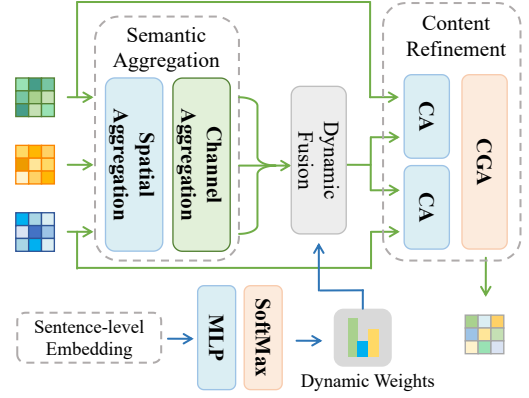 Semantic
Aggregation
Spatial
Aggregation
Channel
Aggregation
Dynamic
Fusion
Content
Refinement
CA
CA
CGA
Sentence-level
Embedding
MLP
SoftMax
Dynamic Weights